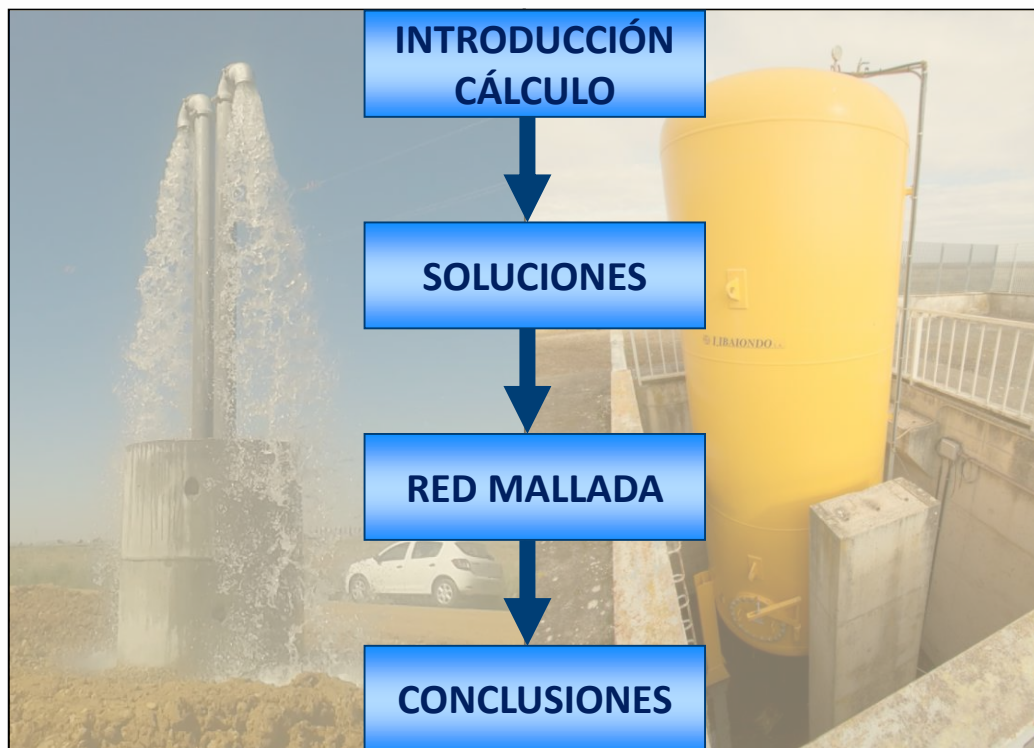 INTRODUCCIÓN
CÁLCULO
SOLUCIONES
LIBAIONDO
RED MALLADA
CONCLUSIONES